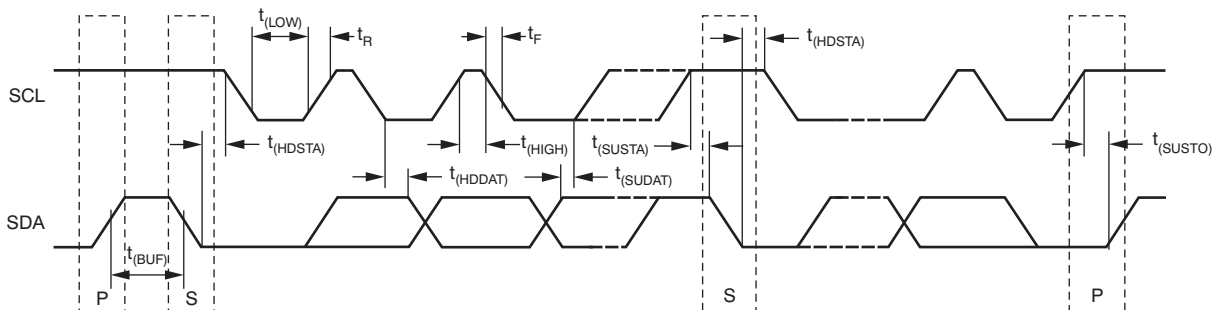 t(LOW)
tR
tF
t(HDSTA)
SCL
t(HDSTA)
t(HIGH)
t(SUSTA)
t(SUSTO)
t(HDDAT)
t(SUDAT)
SDA
t(BUF)
P
S
S
P